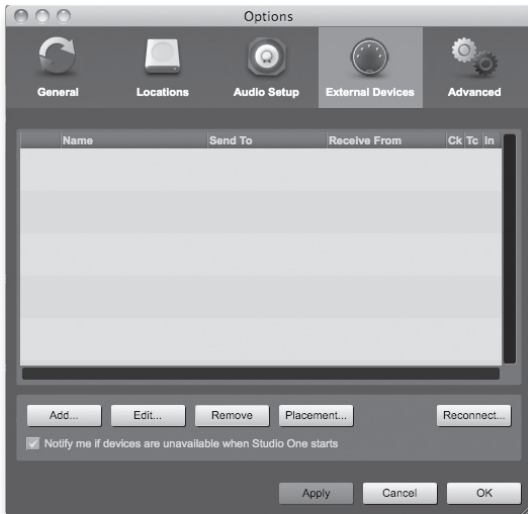 Options
General Locations Audio Setup External Devices Advanced
Name Send To Receive From Ck Tc In
Add... Edit... Remove Placement... Reconnect...
Notify me if devices are unavailable when Studio One starts
Apply Cancel OK